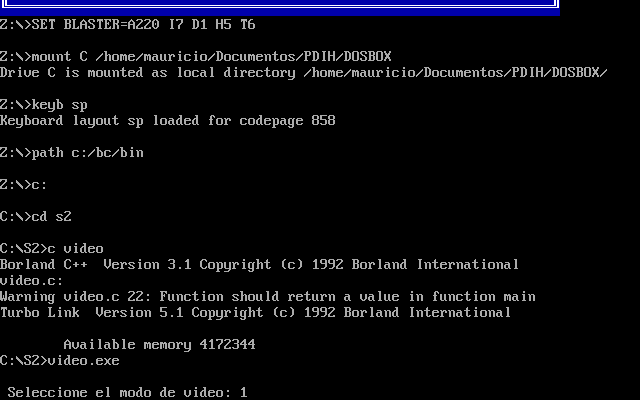 Z:\>SET BLASTER=A220 I7 D1 H5 T6
Z:\>mount C /home/mauricio/Documentos/PDIH/DOSBOX
Drive C is mounted as local directory /home/mauricio/Documentos/PDIH/DOSBOX/
Z:\>keyb sp
Keyboard layout sp loaded for codepage 858
Z:\>path c:/bc/bin
Z:\>c:
C:\>cd s2
C:\S2>c video
Borland C++  Version 3.1 Copyright (c) 1992 Borland International
video.c:
Warning video.c 22: Function should return a value in function main
Turbo Link  Version 5.1 Copyright (c) 1992 Borland International
Available memory 4172344
C:\S2>video.exe
Seleccione el modo de video: 1